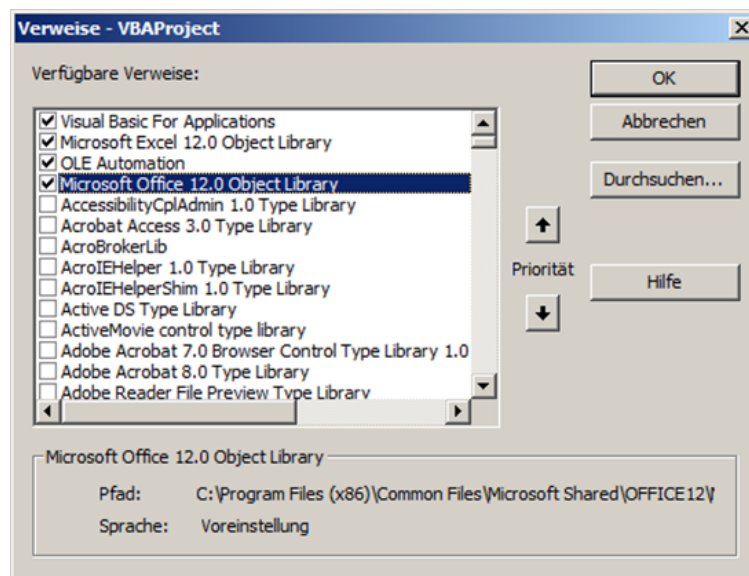 Verweise - VBAProject
Verfügbare Verweise:
OK
Visual Basic For Applications
Abbrechen
Microsoft Excel 12.0 Object Library
OLE Automation
Microsoft Office 12.0 Object Library
Durchsuchen...
AccessibilityCplAdmin 1.0 Type Library
Acrobat Access 3.0 Type Library
AcroBrokerLib
AcroIEHelper 1.0 Type Library
Priorität
Hilfe
AcroIEHelperShim 1.0 Type Library
Active DS Type Library
ActiveMovie control type library
Adobe Acrobat 7.0 Browser Control Type Library 1.0
Adobe Acrobat 8.0 Type Library
Adobe Reader File Preview Type Library
Microsoft Office 12.0 Object Library
Pfad: C:\Program Files (x86)\Common Files\Microsoft Shared\OFFICE12\
Sprache: Voreinstellung